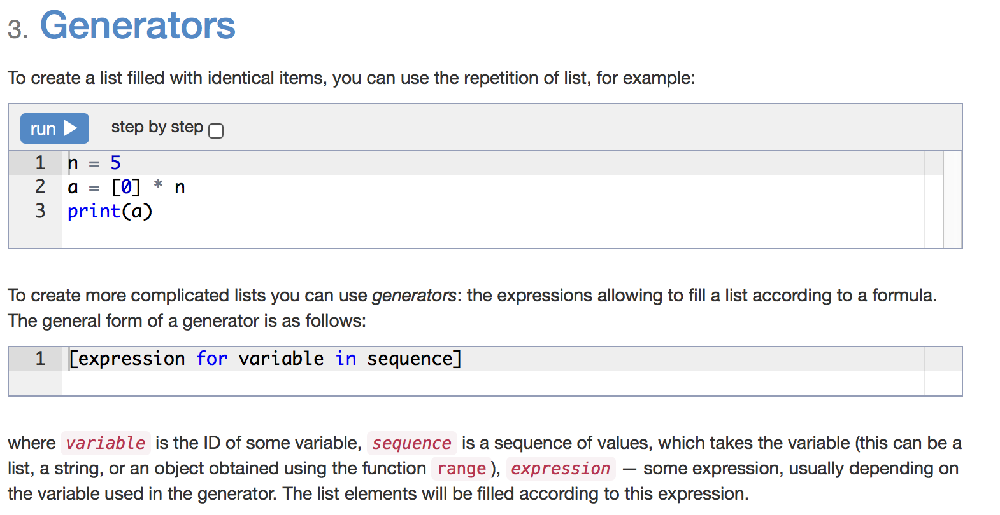 3. Generators
To create a list filled with identical items, you can use the repetition of list, for example:
run step by step
1 n = 5
2 a = [0] * n
3 print(a)
To create more complicated lists you can use generators: the expressions allowing to fill a list according to a formula.
The general form of a generator is as follows:
1 [expression for variable in sequence]
where variable is the ID of some variable, sequence is a sequence of values, which takes the variable (this can be a
list, a string, or an object obtained using the function range ), expression — some expression, usually depending on
the variable used in the generator. The list elements will be filled according to this expression.